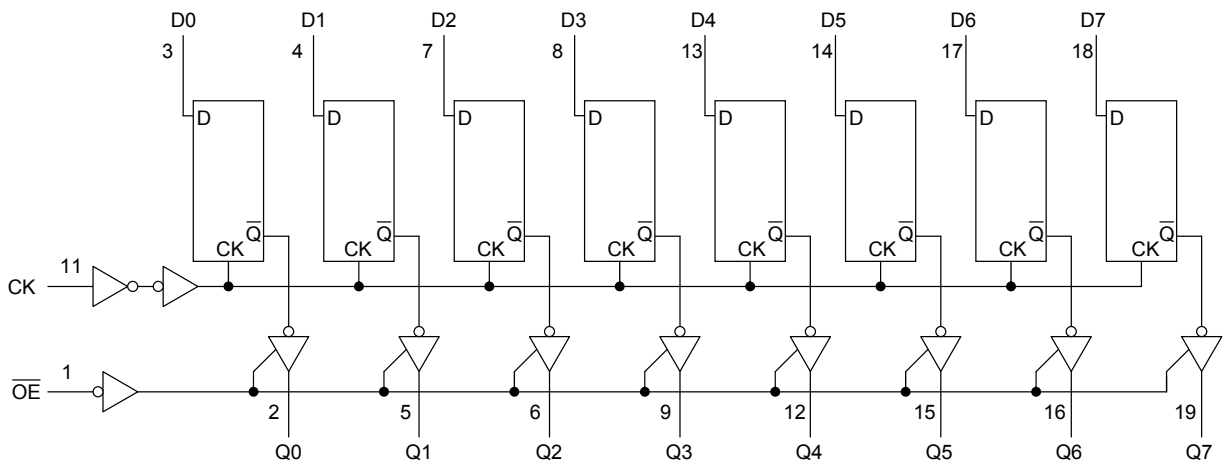 D0 D1 D2 D3 D4 D5 D6 D7
3 4 7 8 13 14 17 18
D D D D D D D D
Q̅ Q̅ Q̅ Q̅ Q̅ Q̅ Q̅ Q̅
CK CK CK CK CK CK CK CK
11
CK
1
O̅E̅
2 5 6 9 12 15 16 19
Q0 Q1 Q2 Q3 Q4 Q5 Q6 Q7